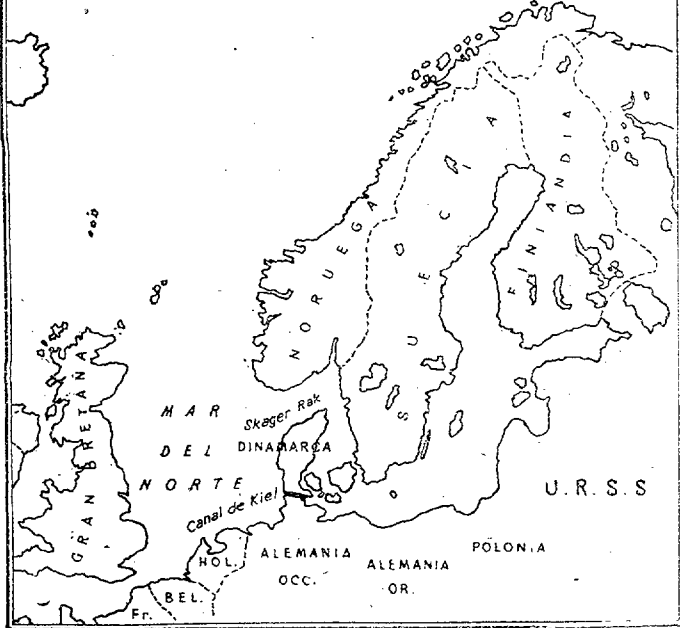 NORUEGA
SUECIA
FINLANDIA
GRAN BRETAÑA
MAR
DEL
NORTE
Skager Rak
DINAMARCA
Canal de Kiel
U.R.S.S
HOL.
ALEMANIA
OCC.
ALEMANIA
OR.
POLONIA
BEL.
Fr.